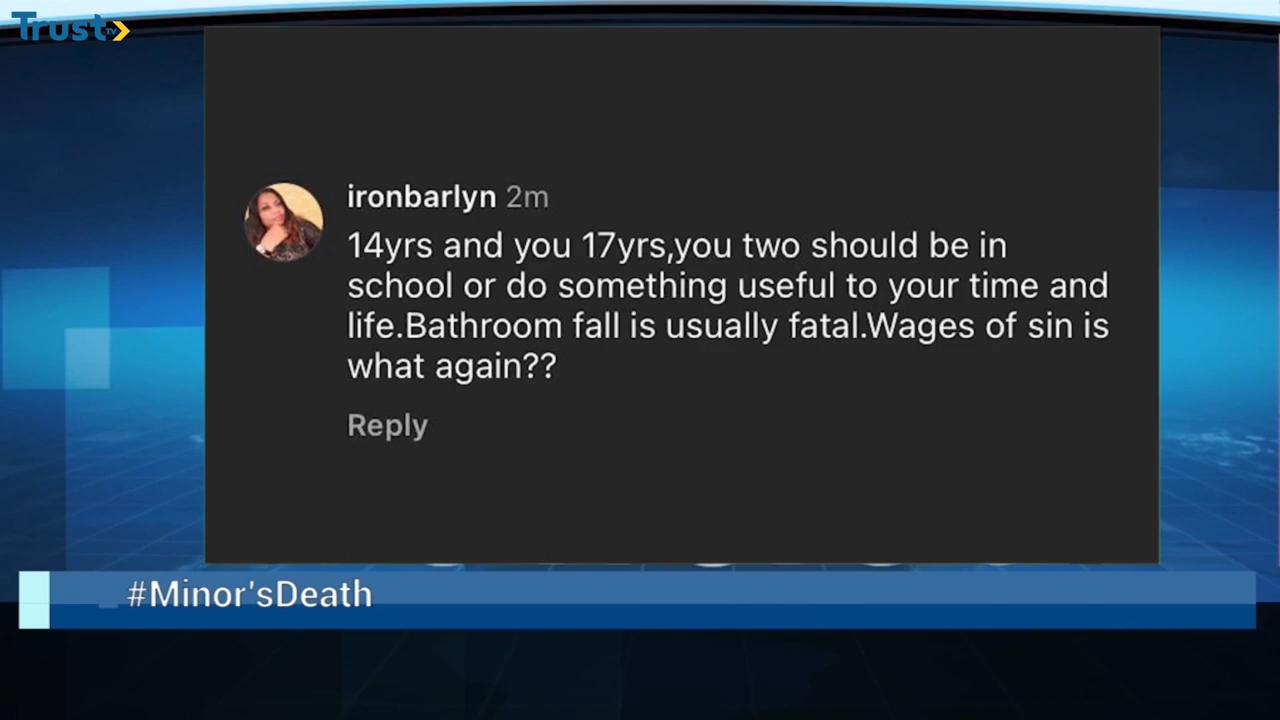 Trust TV
ironbarlyn 2m
14yrs and you 17yrs,you two should be in
school or do something useful to your time and
life.Bathroom fall is usually fatal.Wages of sin is
what again??
Reply
#Minor'sDeath